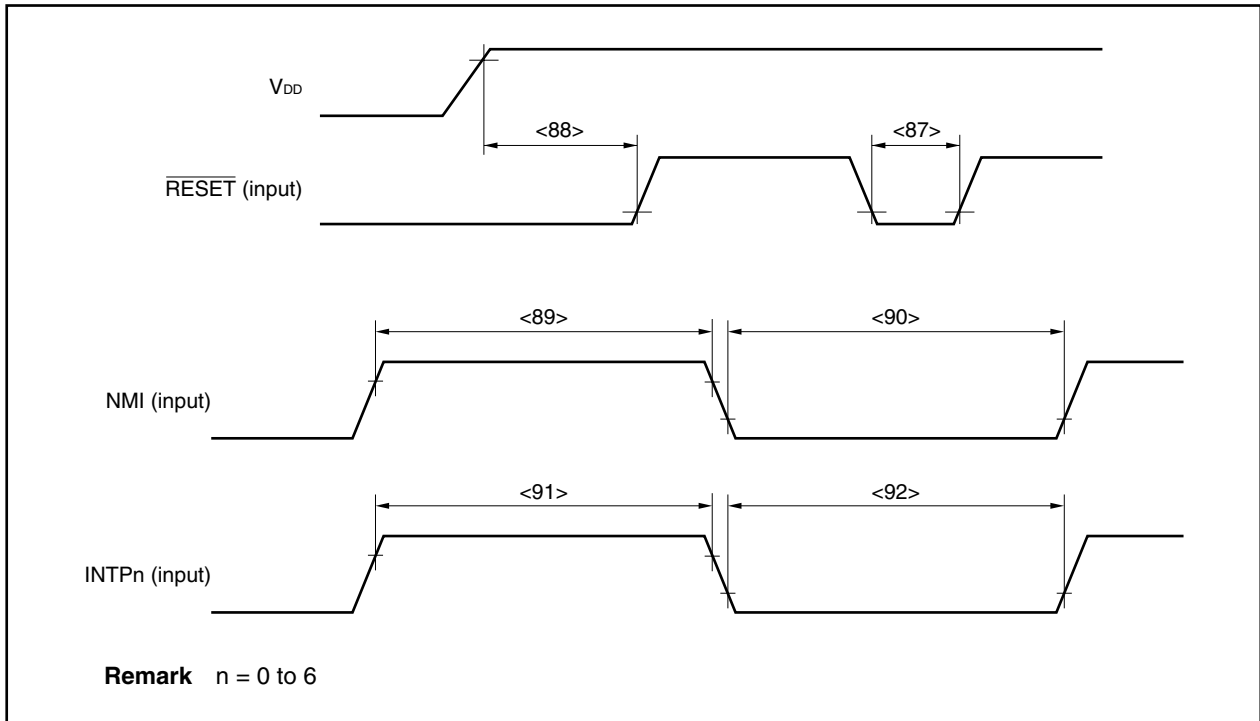 VDD
<88>
<87>
RESET (input)
<89>
<90>
NMI (input)
<91>
<92>
INTPn (input)
Remark n = 0 to 6